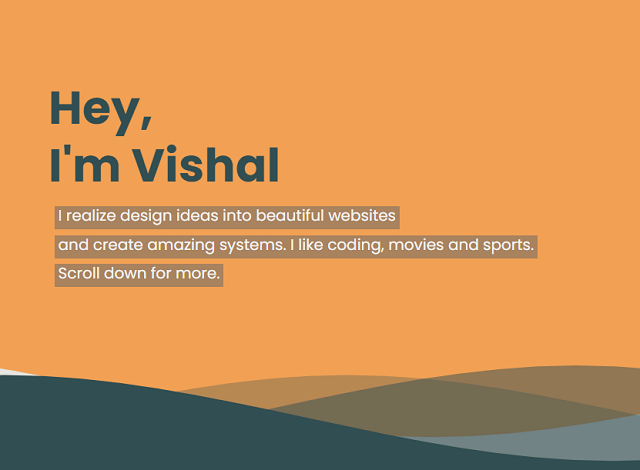 Hey,
I'm Vishal
I realize design ideas into beautiful websites
and create amazing systems. I like coding, movies and sports.
Scroll down for more.